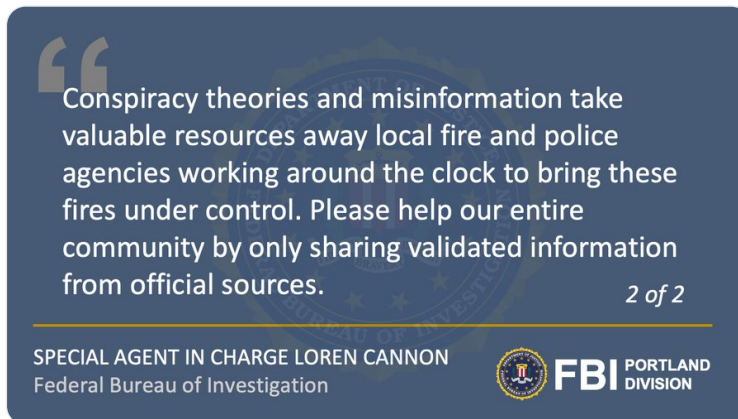 Conspiracy theories and misinformation take
valuable resources away local fire and police
agencies working around the clock to bring these
fires under control. Please help our entire
community by only sharing validated information
from official sources.
2 of 2
SPECIAL AGENT IN CHARGE LOREN CANNON
Federal Bureau of Investigation
FBI PORTLAND
DIVISION